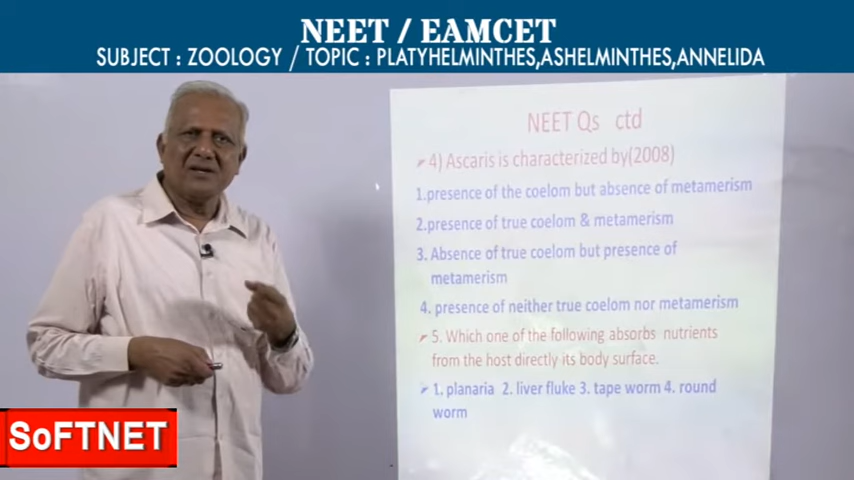 NEET / EAMCET
SUBJECT : ZOOLOGY / TOPIC : PLATYHELMINTHES,ASHELMINTHES,ANNELIDA
NEET Qs ctd
4) Ascaris is characterized by(2008)
1.presence of the coelom but absence of metamerism
2.presence of true coelom & metamerism
3. Absence of true coelom but presence of
metamerism
4. presence of neither true coelom nor metamerism
5. Which one of the following absorbs nutrients
from the host directly its body surface.
1. planaria 2. liver fluke 3. tape worm 4. round
worm
SoFTNET